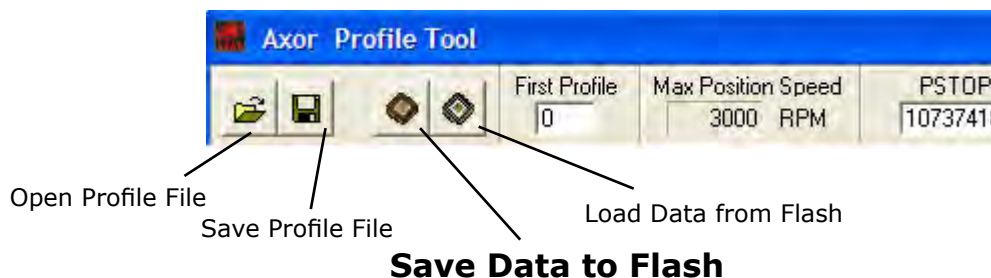 Axor Profile Tool
First Profile Max Position Speed PSTOP
0 3000 RPM
Open Profile File
Save Profile File
Load Data from Flash
Save Data to Flash